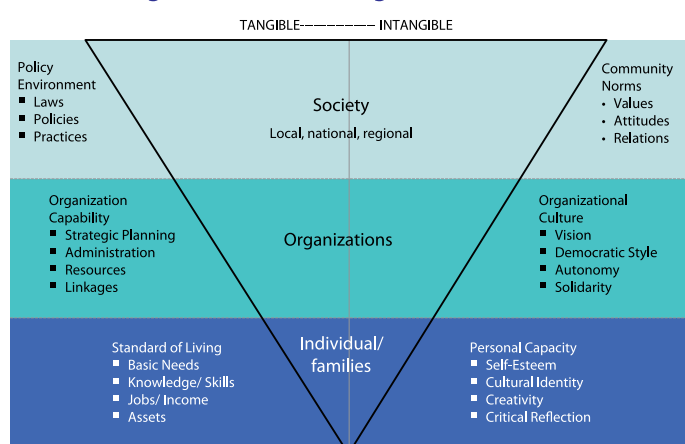 TANGIBLE-------------- INTANGIBLE
Policy
Environment
■ Laws
■ Policies
■ Practices
Society
Local, national, regional
Community
Norms
• Values
• Attitudes
• Relations
Organization
Capability
■ Strategic Planning
■ Administration
■ Resources
■ Linkages
Organizations
Organizational
Culture
■ Vision
■ Democratic Style
■ Autonomy
■ Solidarity
Standard of Living
■ Basic Needs
■ Knowledge/ Skills
■ Jobs/ Income
■ Assets
Individual/
families
Personal Capacity
■ Self-Esteem
■ Cultural Identity
■ Creativity
■ Critical Reflection